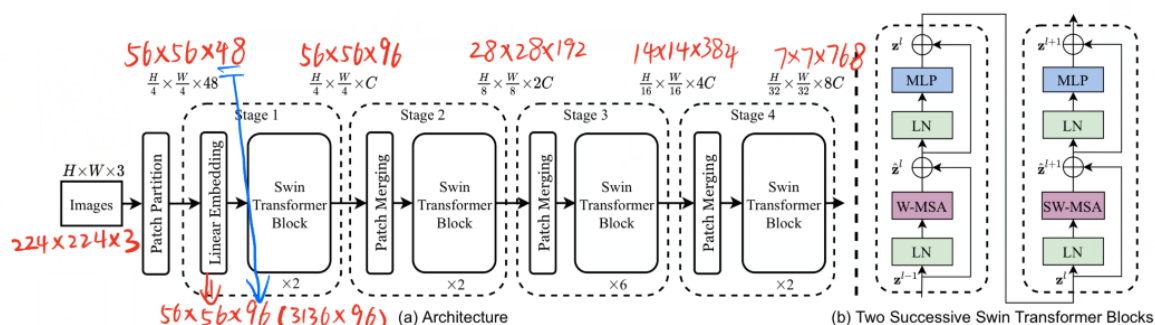 56×56×48
56×56×96
28×28×192
14×14×384
7×7×768
H/4 × W/4 × 48
H/4 × W/4 × C
H/8 × W/8 × 2C
H/16 × W/16 × 4C
H/32 × W/32 × 8C
Stage 1
Stage 2
Stage 3
Stage 4
H×W×3
Images
224×224×3
Patch Partition
Linear Embedding
Swin
Transformer
Block
×2
Patch Merging
Swin
Transformer
Block
×2
Patch Merging
Swin
Transformer
Block
×6
Patch Merging
Swin
Transformer
Block
×2
56×56×96 (3136×96)
(a) Architecture
z^l
MLP
LN
ẑ^l
W-MSA
LN
z^{l-1}
z^{l+1}
MLP
LN
ẑ^{l+1}
SW-MSA
LN
z^l
(b) Two Successive Swin Transformer Blocks